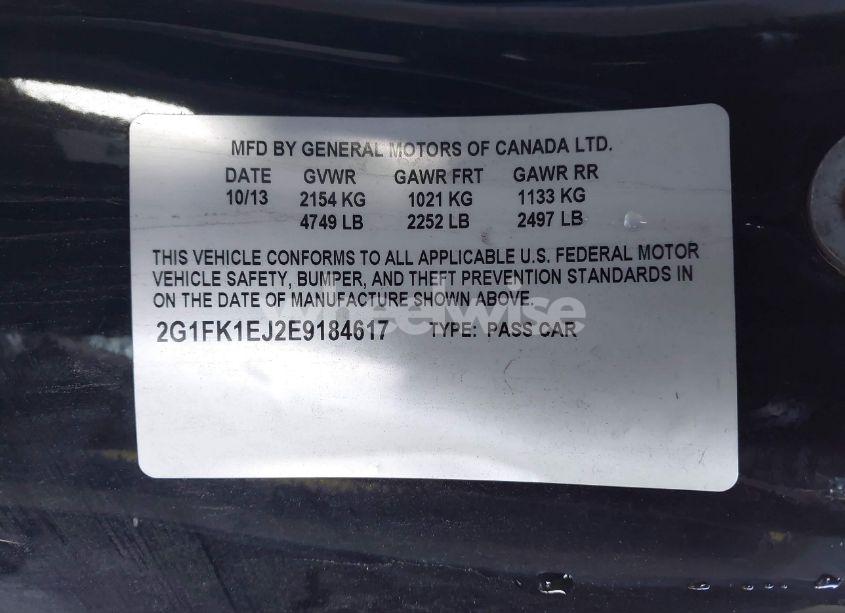 MFD BY GENERAL MOTORS OF CANADA LTD.
DATE GVWR GAWR FRT GAWR RR
10/13 2154 KG 1021 KG 1133 KG
4749 LB 2252 LB 2497 LB
THIS VEHICLE CONFORMS TO ALL APPLICABLE U.S. FEDERAL MOTOR
VEHICLE SAFETY, BUMPER, AND THEFT PREVENTION STANDARDS IN
ON THE DATE OF MANUFACTURE SHOWN ABOVE.
wheelwise
2G1FK1EJ2E9184617 TYPE: PASS CAR